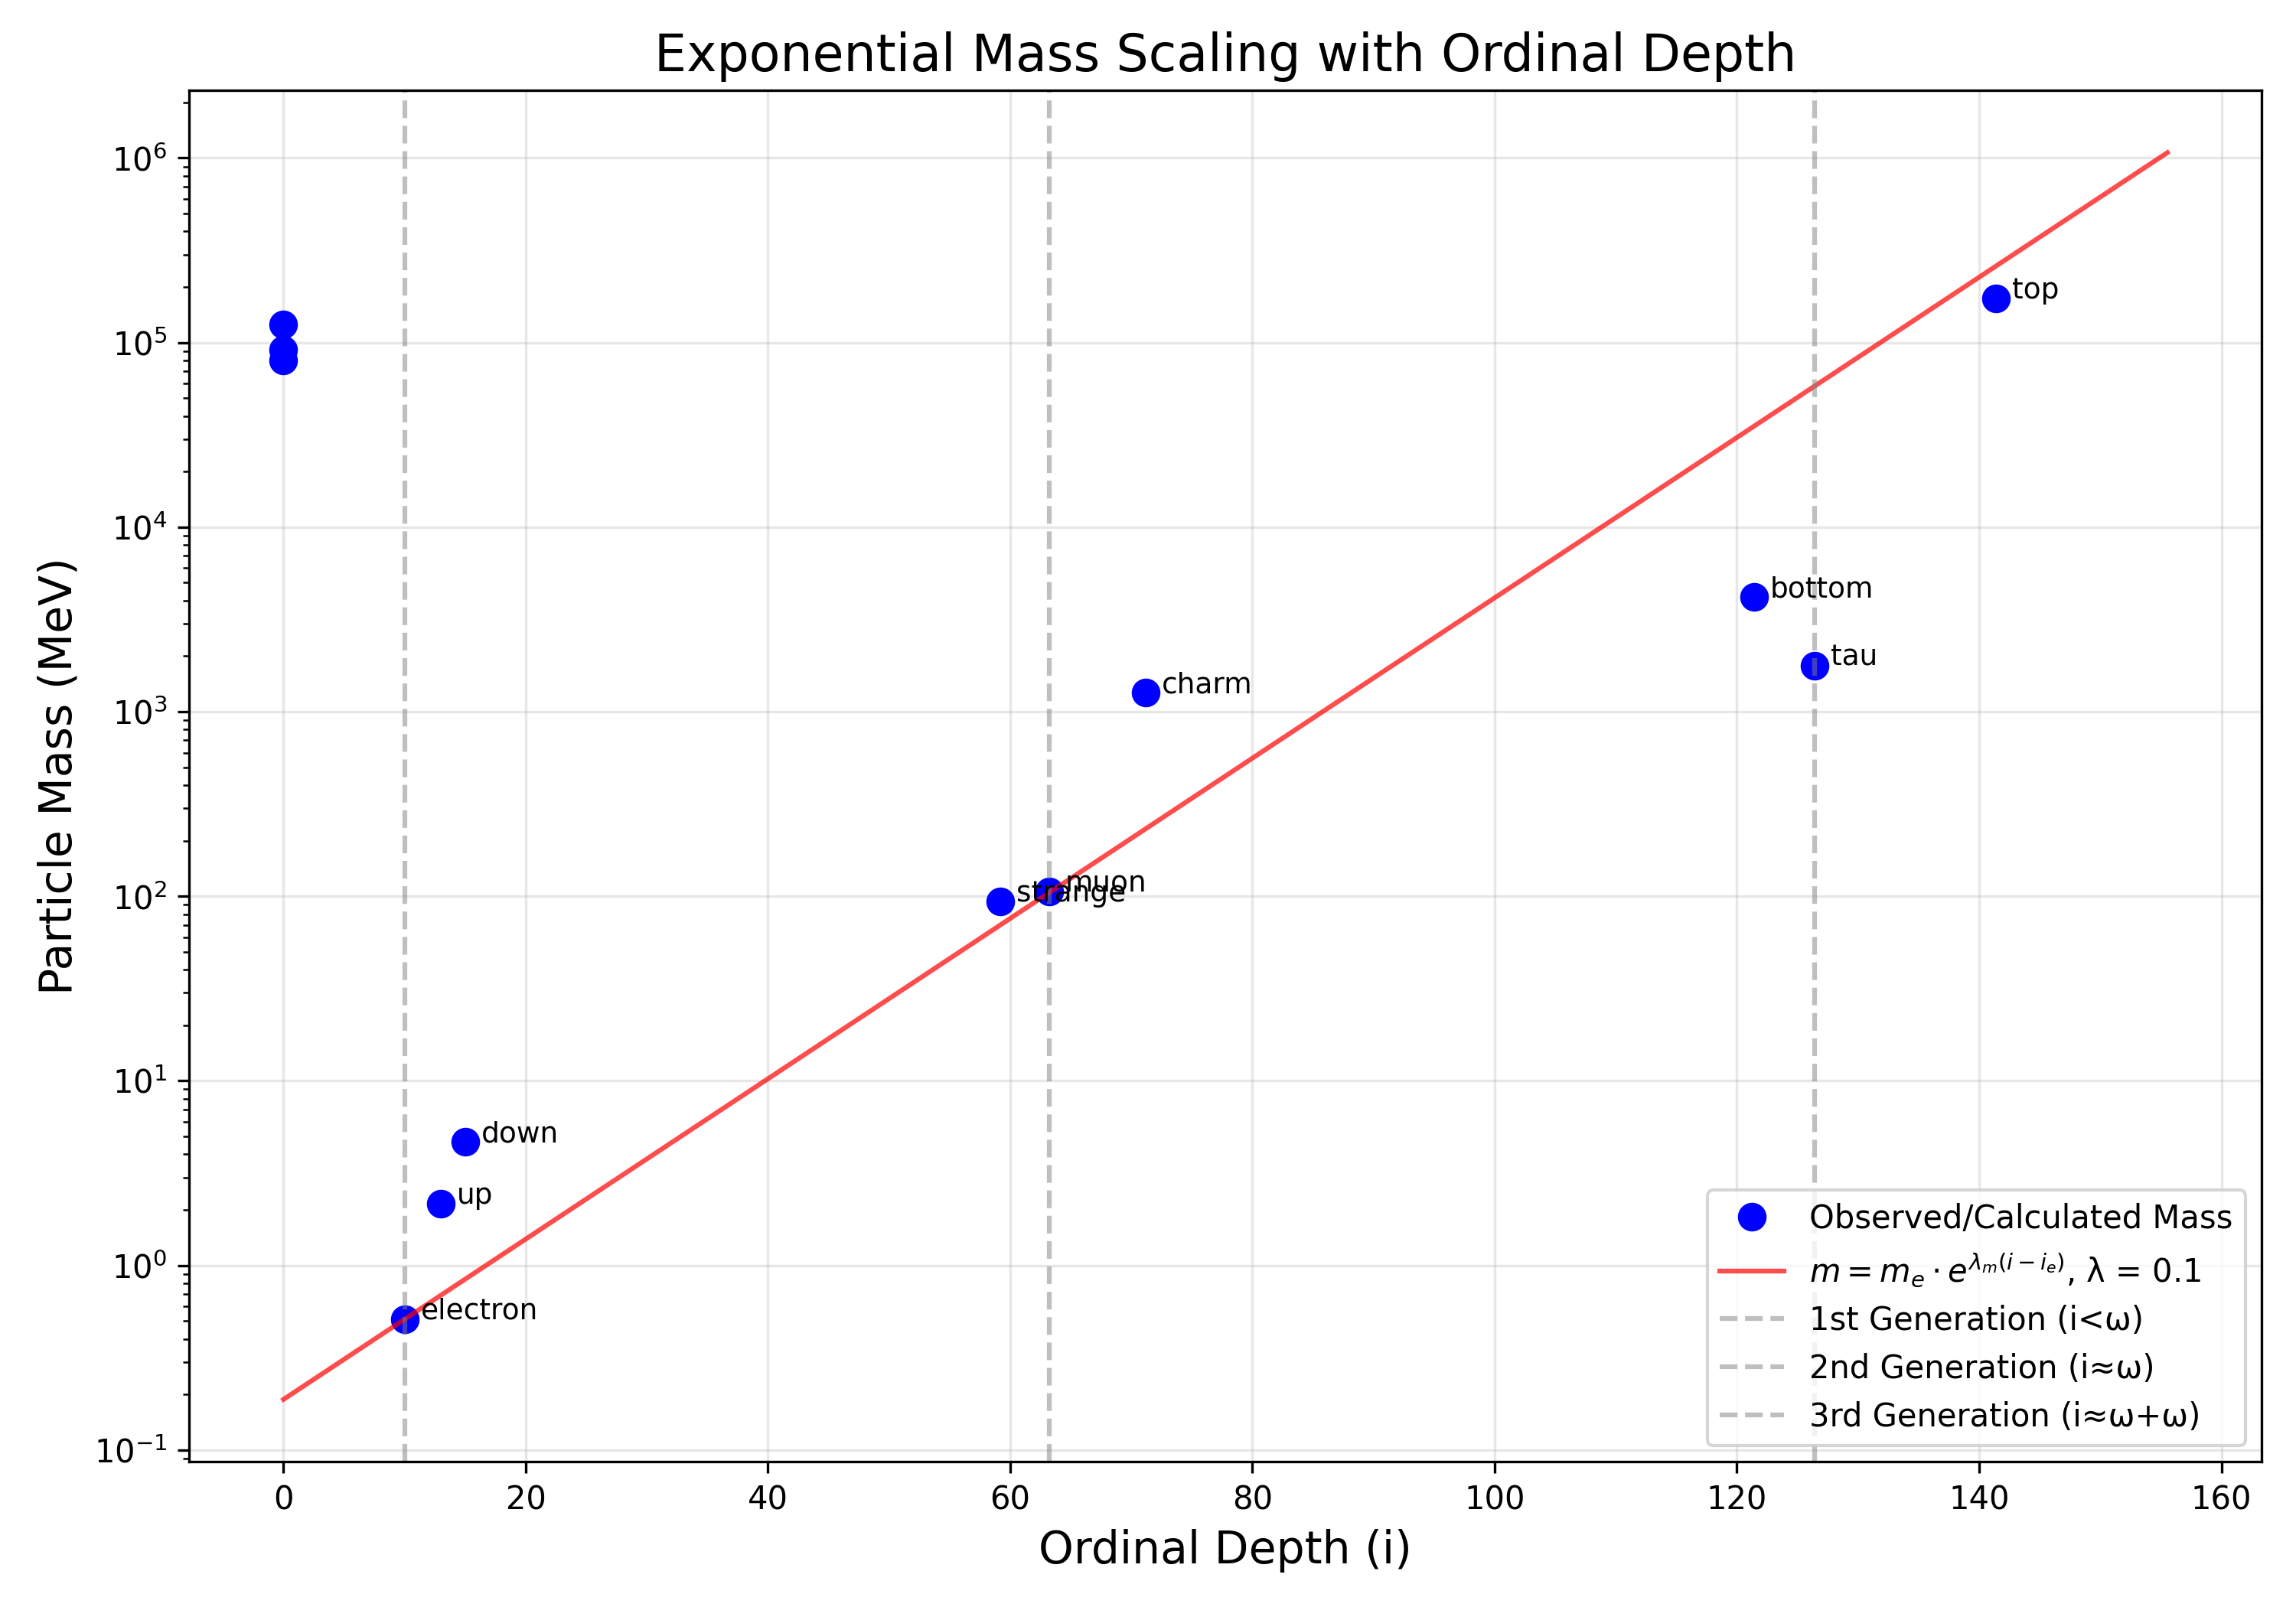 Exponential Mass Scaling with Ordinal Depth
Particle Mass (MeV)
10⁶
10⁵
10⁴
10³
10²
10¹
10⁰
10⁻¹
top
bottom
tau
charm
muon
strange
down
up
electron
Observed/Calculated Mass
m = mₑ · e^{λₘ(i − iₑ)}, λ = 0.1
1st Generation (i<ω)
2nd Generation (i≈ω)
3rd Generation (i≈ω+ω)
0 20 40 60 80 100 120 140 160
Ordinal Depth (i)